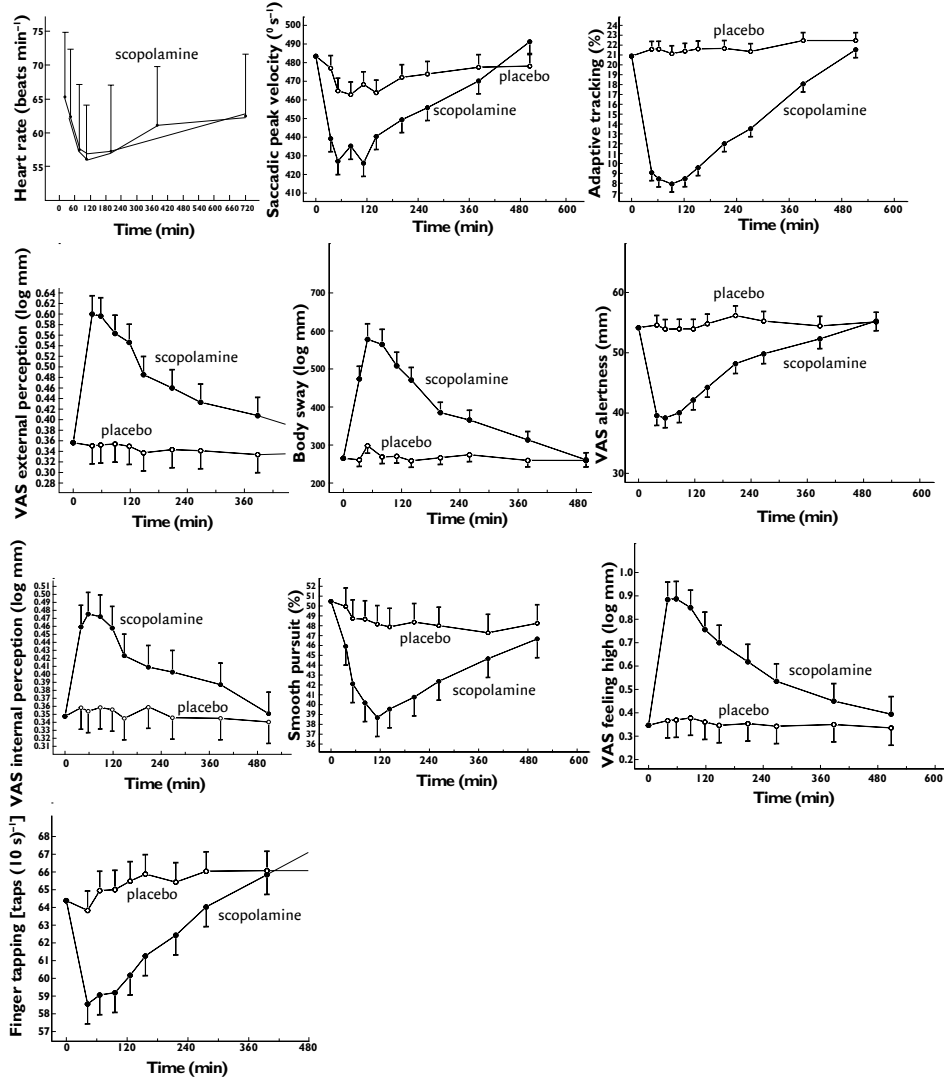 Heart rate (beats min⁻¹)
75
70
65
60
55
scopolamine
0 60 120 180 240 300 360 420 480 540 600 660 720
Time (min)
Saccadic peak velocity (⁰ s⁻¹)
500
490
480
470
460
490
440
430
420
410
placebo
scopolamine
0 120 240 360 480 600
Time (min)
Adaptive tracking (%)
24
23
22
21
20
19
18
17
16
15
14
13
12
11
10
9
8
7
placebo
scopolamine
0 120 240 360 480 600
Time (min)
VAS external perception (log mm)
0.64
0.62
0.60
0.58
0.56
0.54
0.52
0.50
0.48
0.46
0.44
0.42
0.40
0.38
0.36
0.34
0.32
0.30
0.28
scopolamine
placebo
0 120 240 360
Time (min)
Body sway (log mm)
700
600
500
400
300
200
scopolamine
placebo
0 120 240 360 480
Time (min)
VAS alertness (mm)
60
50
40
30
placebo
scopolamine
0 120 240 360 480 600
Time (min)
VAS internal perception (log mm)
0.51
0.50
0.49
0.48
0.47
0.46
0.45
0.44
0.43
0.42
0.41
0.40
0.39
0.38
0.37
0.36
0.35
0.34
0.33
0.32
0.31
scopolamine
placebo
0 120 240 360 480
Time (min)
Smooth pursuit (%)
52
51
50
49
48
47
46
45
44
43
42
41
40
39
38
37
36
placebo
scopolamine
0 120 240 360 480 600
Time (min)
VAS feeling high (log mm)
1.0
0.9
0.8
0.7
0.6
0.5
0.4
0.3
0.2
scopolamine
placebo
0 120 240 360 480 600
Time (min)
Finger tapping [taps (10 s)⁻¹]
68
67
66
65
64
63
62
61
60
59
58
57
placebo
scopolamine
0 120 240 360 480
Time (min)